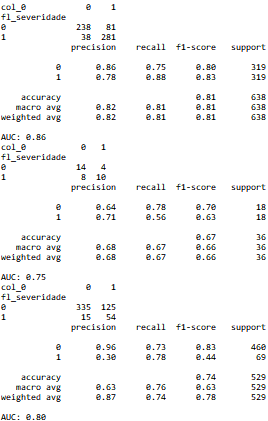 col_0 0 1
fl_severidade
0 238 81
1 38 281
precision recall f1-score support
0 0.86 0.75 0.80 319
1 0.78 0.88 0.83 319
accuracy 0.81 638
macro avg 0.82 0.81 0.81 638
weighted avg 0.82 0.81 0.81 638
AUC: 0.86
col_0 0 1
fl_severidade
0 14 4
1 8 10
precision recall f1-score support
0 0.64 0.78 0.70 18
1 0.71 0.56 0.63 18
accuracy 0.67 36
macro avg 0.68 0.67 0.66 36
weighted avg 0.68 0.67 0.66 36
AUC: 0.75
col_0 0 1
fl_severidade
0 335 125
1 15 54
precision recall f1-score support
0 0.96 0.73 0.83 460
1 0.30 0.78 0.44 69
accuracy 0.74 529
macro avg 0.63 0.76 0.63 529
weighted avg 0.87 0.74 0.78 529
AUC: 0.80